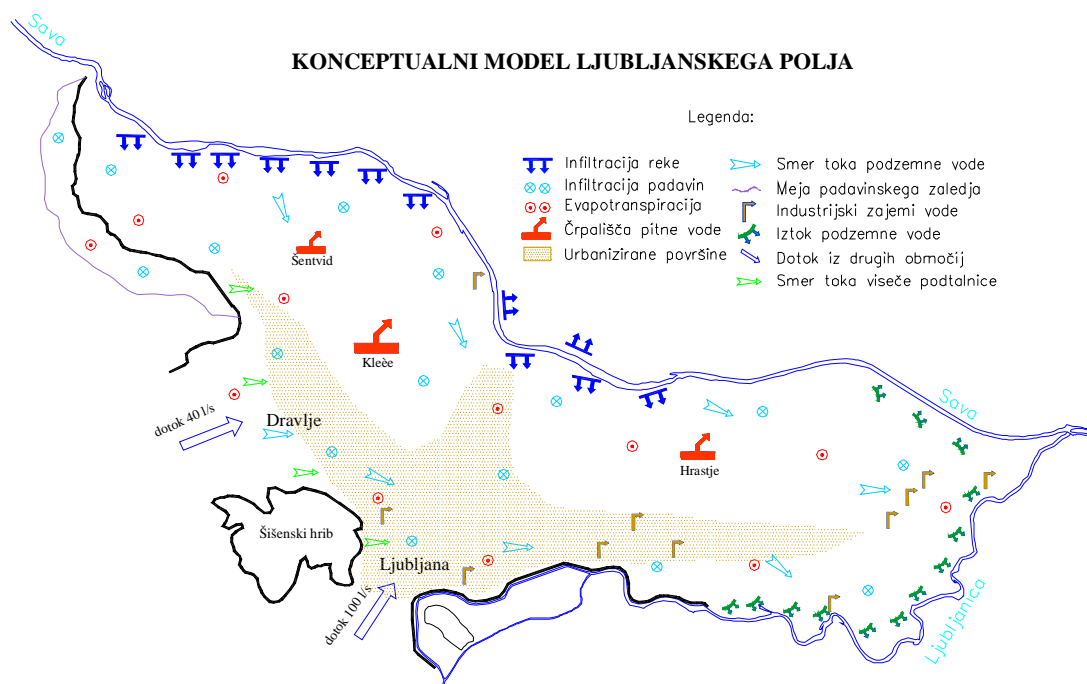 Sava
KONCEPTUALNI MODEL LJUBLJANSKEGA POLJA
Legenda:
Infiltracija reke
Infiltracija padavin
Evapotranspiracija
Črpališča pitne vode
Urbanizirane površine
Smer toka podzemne vode
Meja padavinskega zaledja
Industrijski zajemi vode
Iztok podzemne vode
Dotok iz drugih območij
Smer toka viseče podtalnice
Šentvid
Kleèe
Dravlje
dotok 40 l/s
Sava
Hrastje
Šišenski hrib
Ljubljana
dotok 100 l/s
Ljubljanica